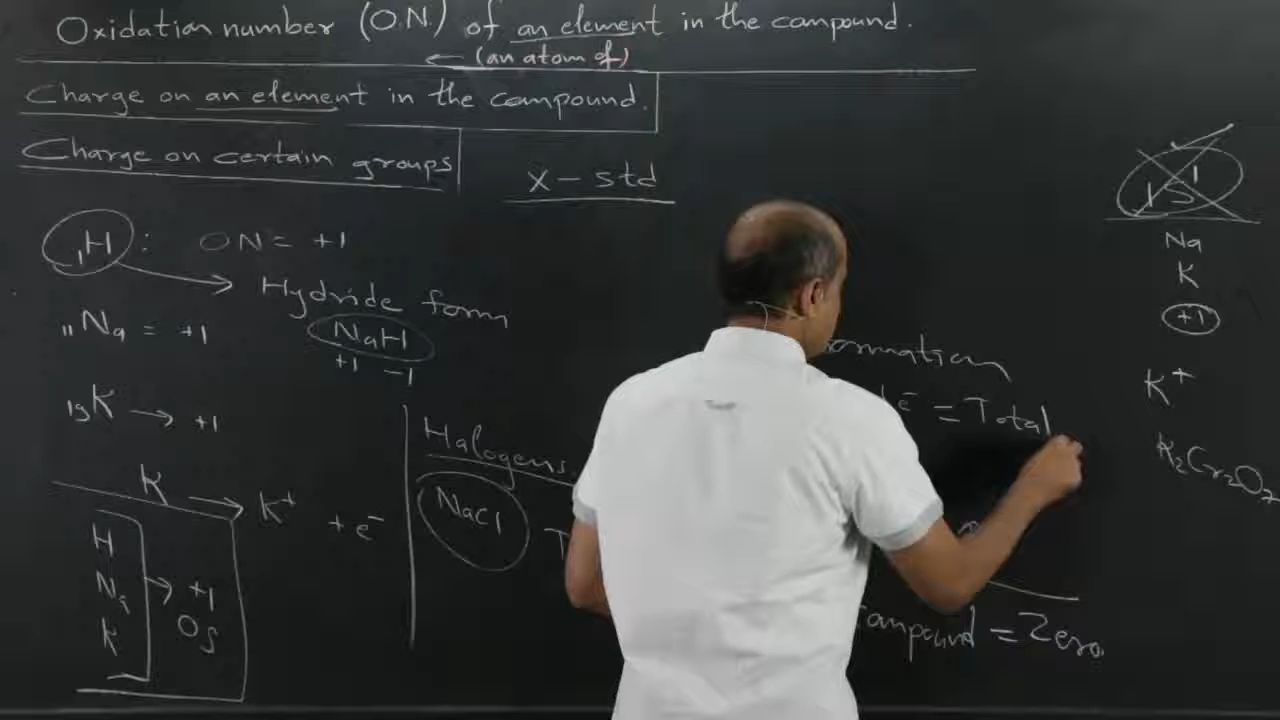 Oxidation number (O.N.) of an element in the compound.
← (an atom of)
Charge on an element in the compound.
Charge on certain groups
X - std
1H : ON = +1
Hydride form
11Na = +1
NaH
+1 -1
19K → +1
K → K+ + e-
H
Na
K
→ +1
Halogens.
NaCl
ormation
e- = Total
ompound = Zero.
Na
K
+1
K+
K2Cr2O7